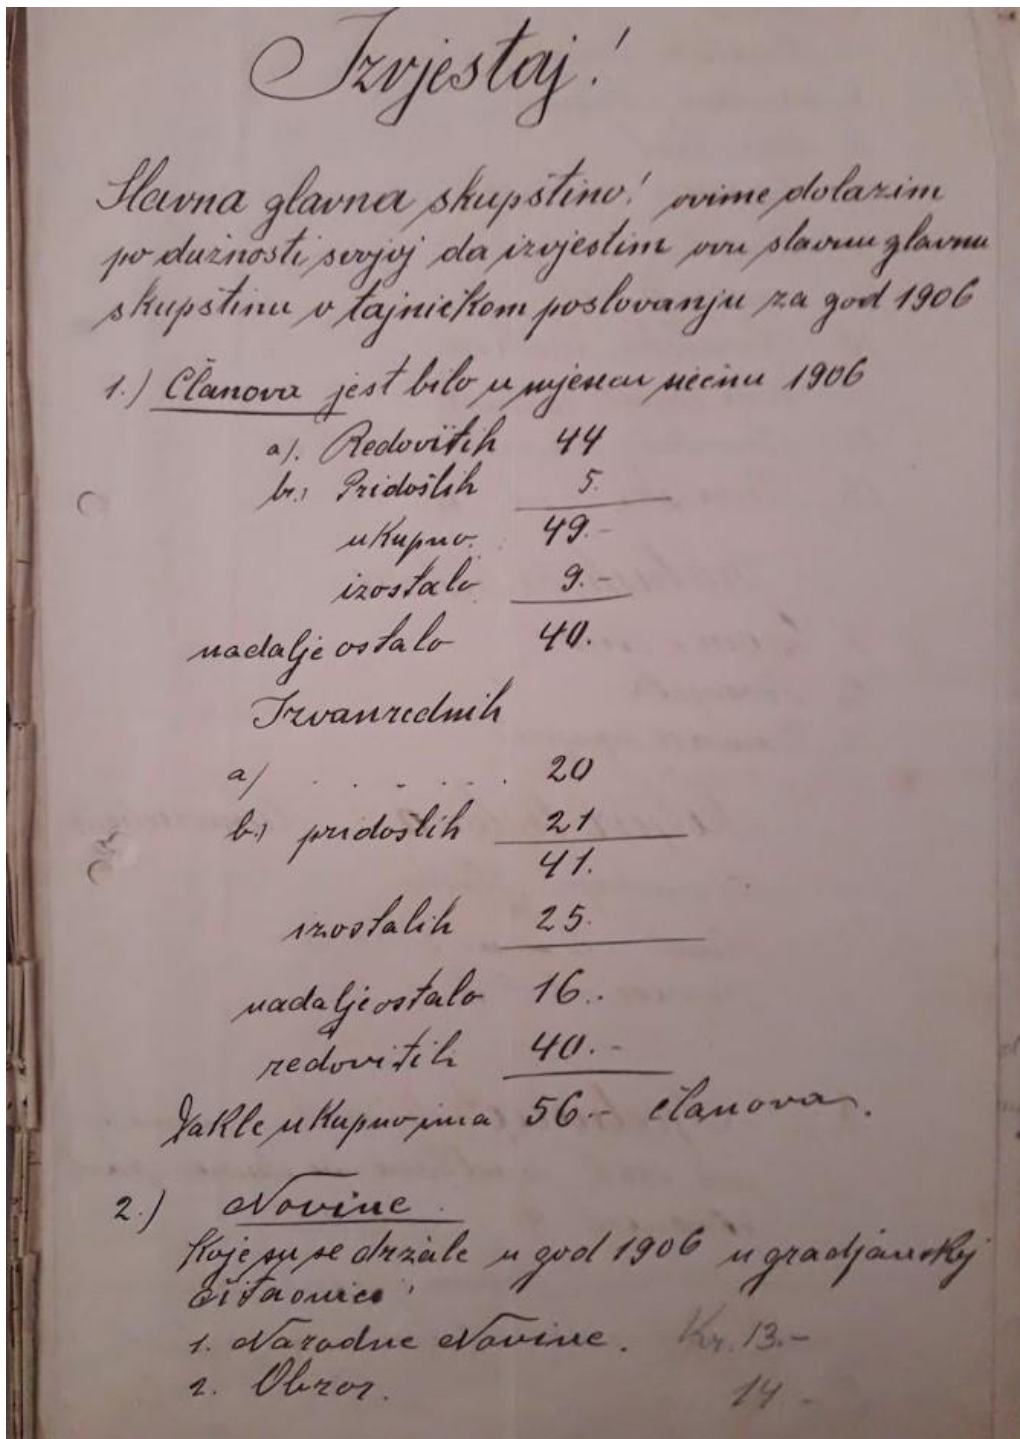 Izvjestaj!
Slavna glavna skupštino! ovime dolazim
po dužnosti svojoj da izvjestim ovu slavnu glavnu
skupštinu o tajničkom poslovanju za god 1906
1.) Članova jest bilo u mjesecu siečnu 1906
a). Redovitih 44
b.) Pridošlih 5.
ukupno. 49.-
izostalo 9.-
nadalje ostalo 40.
Izvanrednih
a) . . . . . . 20
b.) pridoslih 21
41.
izostalih 25.
nadalje ostalo 16..
redovitih 40.-
Dakle ukupno ima 56.- članova.
2.) Novine.
Koje su se držale u god 1906 u gradjanskoj
čitaonici
1. Narodne Novine. Kr. 13.-
2. Obzor. 14 -